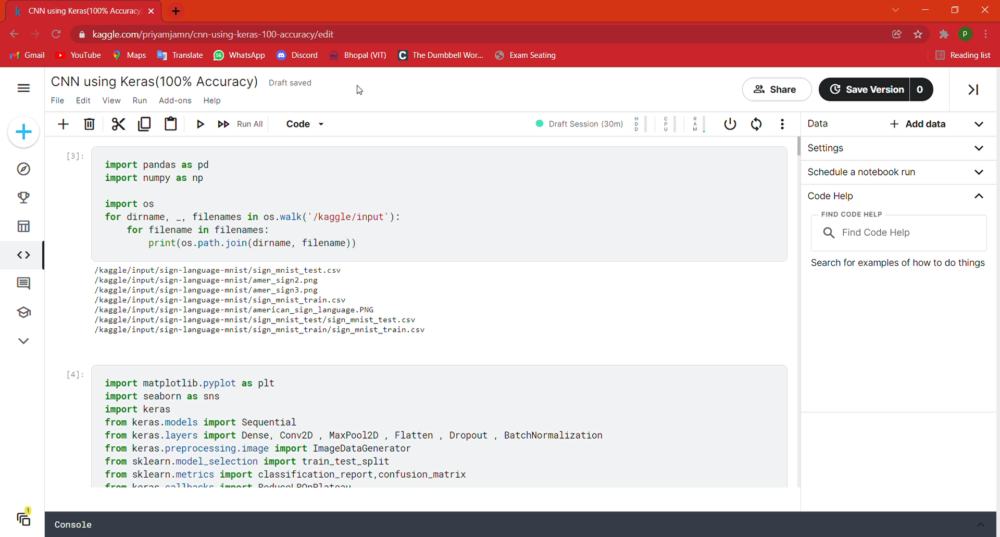 CNN using Keras(100% Accuracy)
kaggle.com/priyamjamn/cnn-using-keras-100-accuracy/edit
P
Gmail YouTube Maps Translate 56 WhatsApp Discord Bhopal (VIT) C The Dumbbell Wor... Exam Seating Reading list
CNN using Keras(100% Accuracy) Draft saved
Share Save Version 0
File Edit View Run Add-ons Help
Run All Code Draft Session (30m) HDD CPU RAM
Data Add data
Settings
Schedule a notebook run
Code Help
FIND CODE HELP
Find Code Help
Search for examples of how to do things
[3]:
import pandas as pd
import numpy as np
import os
for dirname, _, filenames in os.walk('/kaggle/input'):
    for filename in filenames:
        print(os.path.join(dirname, filename))
/kaggle/input/sign-language-mnist/sign_mnist_test.csv
/kaggle/input/sign-language-mnist/amer_sign2.png
/kaggle/input/sign-language-mnist/amer_sign3.png
/kaggle/input/sign-language-mnist/sign_mnist_train.csv
/kaggle/input/sign-language-mnist/american_sign_language.PNG
/kaggle/input/sign-language-mnist/sign_mnist_test/sign_mnist_test.csv
/kaggle/input/sign-language-mnist/sign_mnist_train/sign_mnist_train.csv
[4]:
import matplotlib.pyplot as plt
import seaborn as sns
import keras
from keras.models import Sequential
from keras.layers import Dense, Conv2D , MaxPool2D , Flatten , Dropout , BatchNormalization
from keras.preprocessing.image import ImageDataGenerator
from sklearn.model_selection import train_test_split
from sklearn.metrics import classification_report,confusion_matrix
from keras.callbacks import ReduceLROnPlateau
1
Console